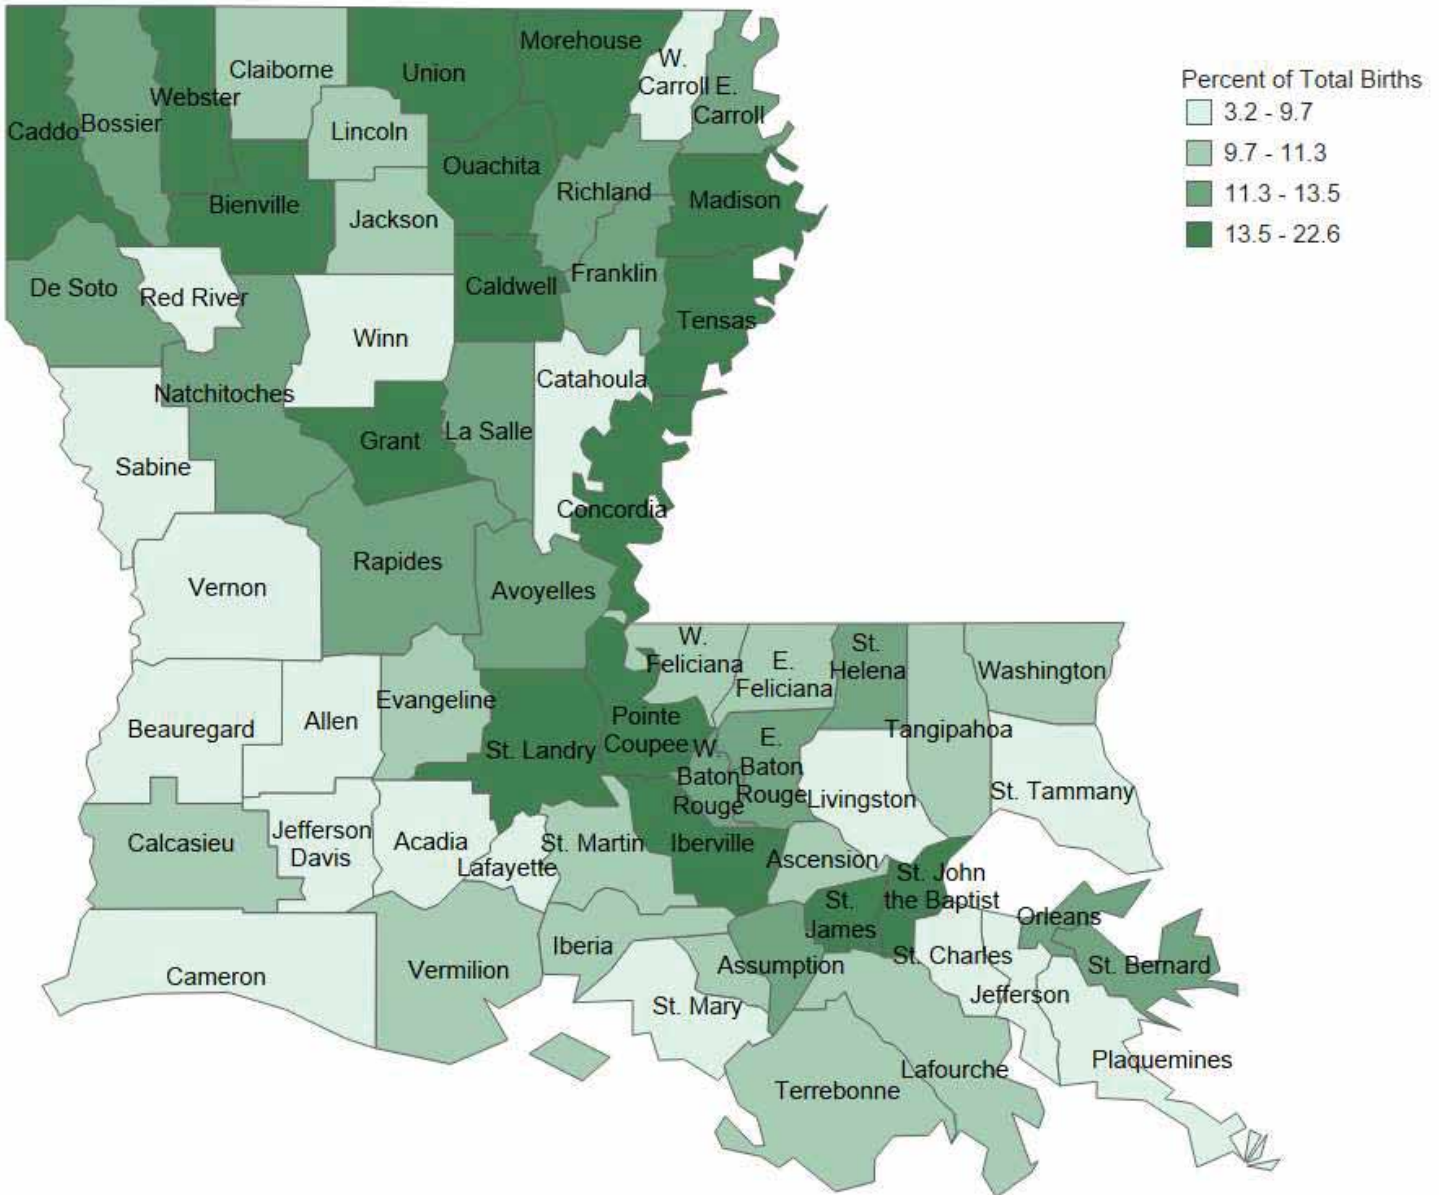 Percent of Total Births
3.2 - 9.7
9.7 - 11.3
11.3 - 13.5
13.5 - 22.6
Caddo
Bossier
Webster
Claiborne
Union
Morehouse
W.
Carroll
E.
Carroll
Lincoln
Ouachita
Richland
Madison
Bienville
Jackson
De Soto
Red River
Winn
Caldwell
Franklin
Tensas
Natchitoches
Catahoula
Sabine
Grant
La Salle
Concordia
Vernon
Rapides
Avoyelles
W.
Feliciana
E.
Feliciana
St.
Helena
Washington
Beauregard
Allen
Evangeline
St. Landry
Pointe
Coupee
W.
Baton
Rouge
E.
Baton
Rouge
Livingston
Tangipahoa
St. Tammany
Calcasieu
Jefferson
Davis
Acadia
Lafayette
St. Martin
Iberville
Ascension
St. John
the Baptist
St.
James
Orleans
Cameron
Vermilion
Iberia
Assumption
St. Charles
St. Bernard
St. Mary
Jefferson
Terrebonne
Lafourche
Plaquemines